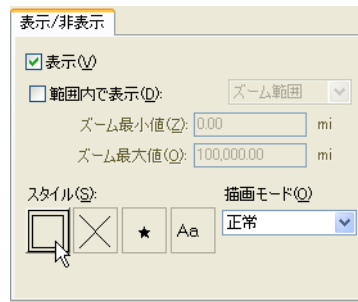 表示/非表示
表示(V)
範囲内で表示(D): ズーム範囲
ズーム最小値(Z): 0.00 mi
ズーム最大値(O): 100,000.00 mi
スタイル(S): 描画モード(O)
Aa 正常